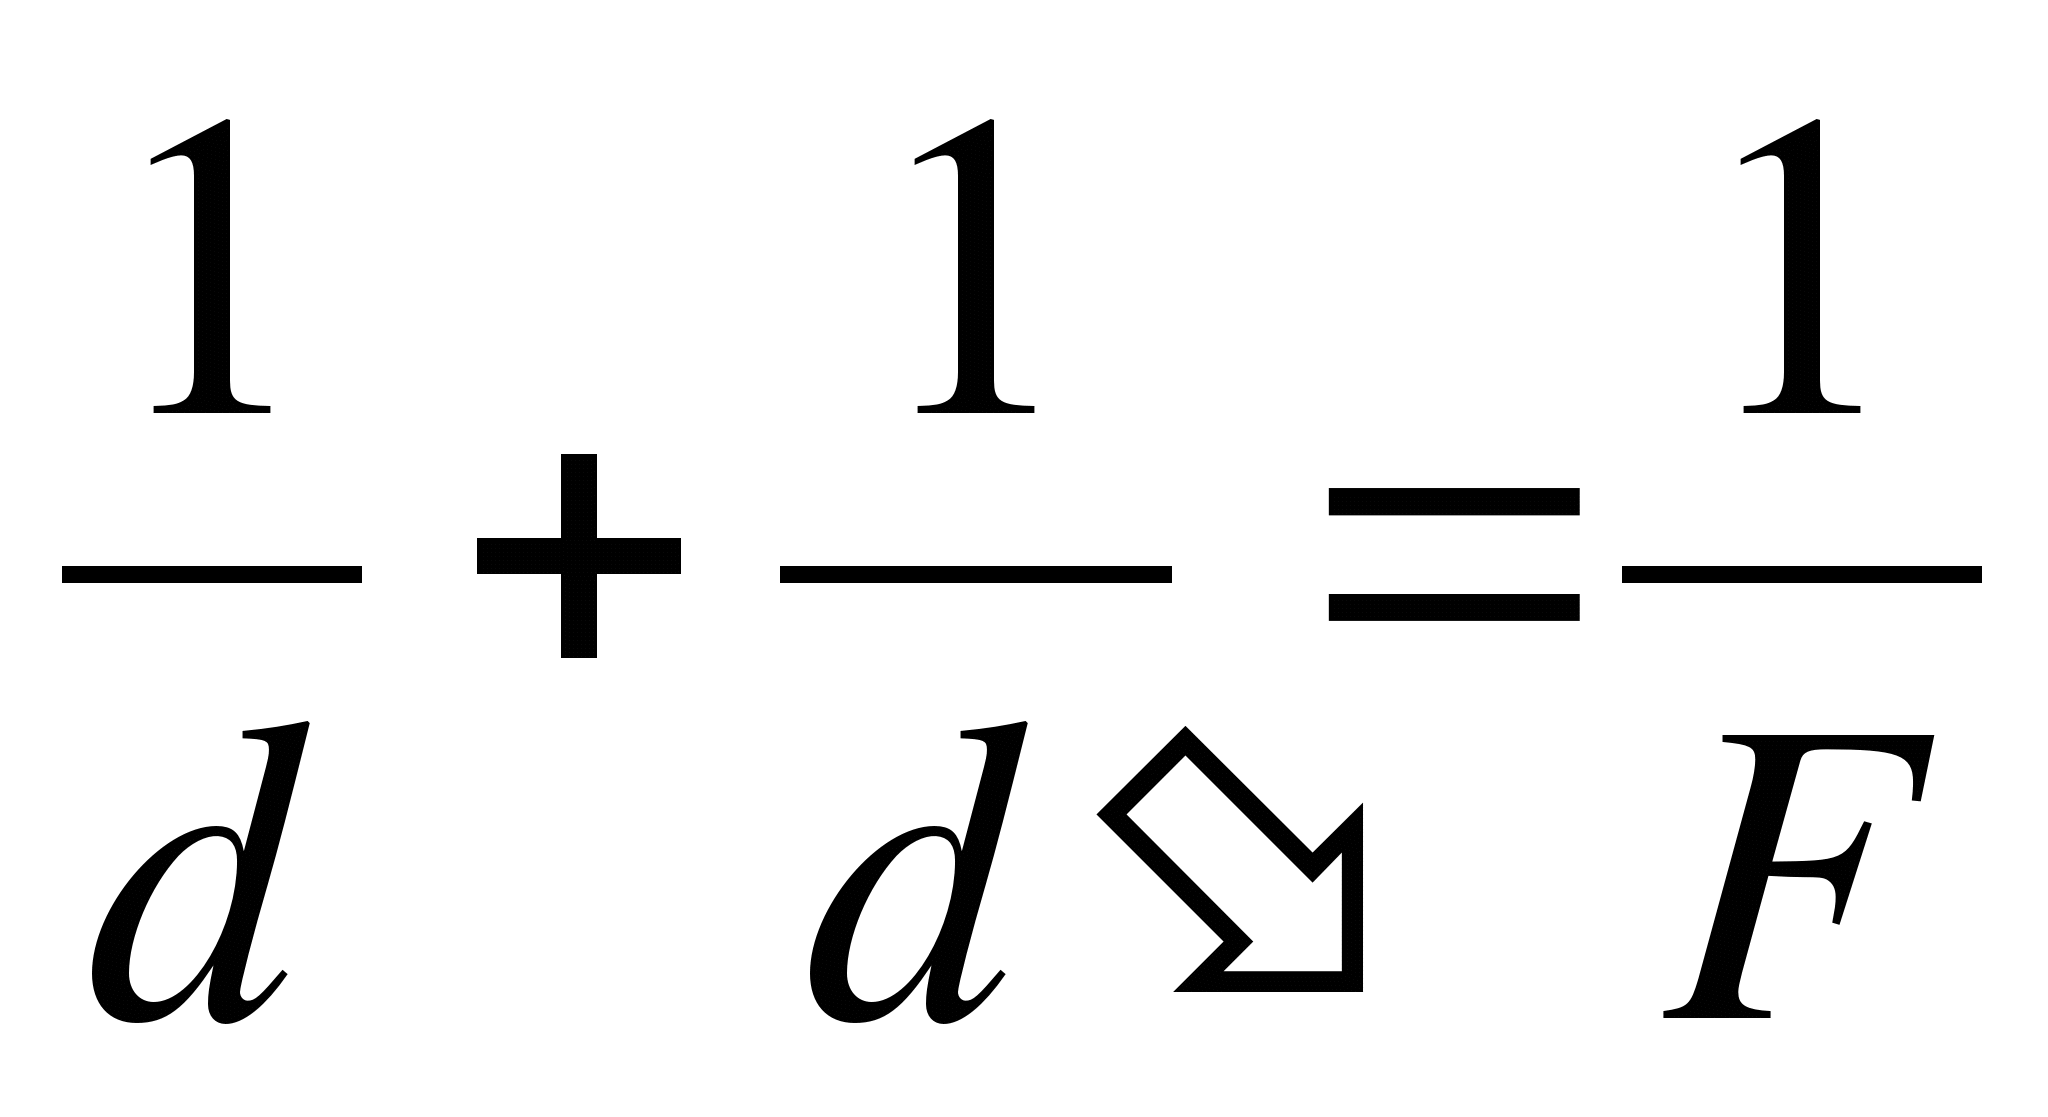 1/d + 1/d⬂ = 1/F